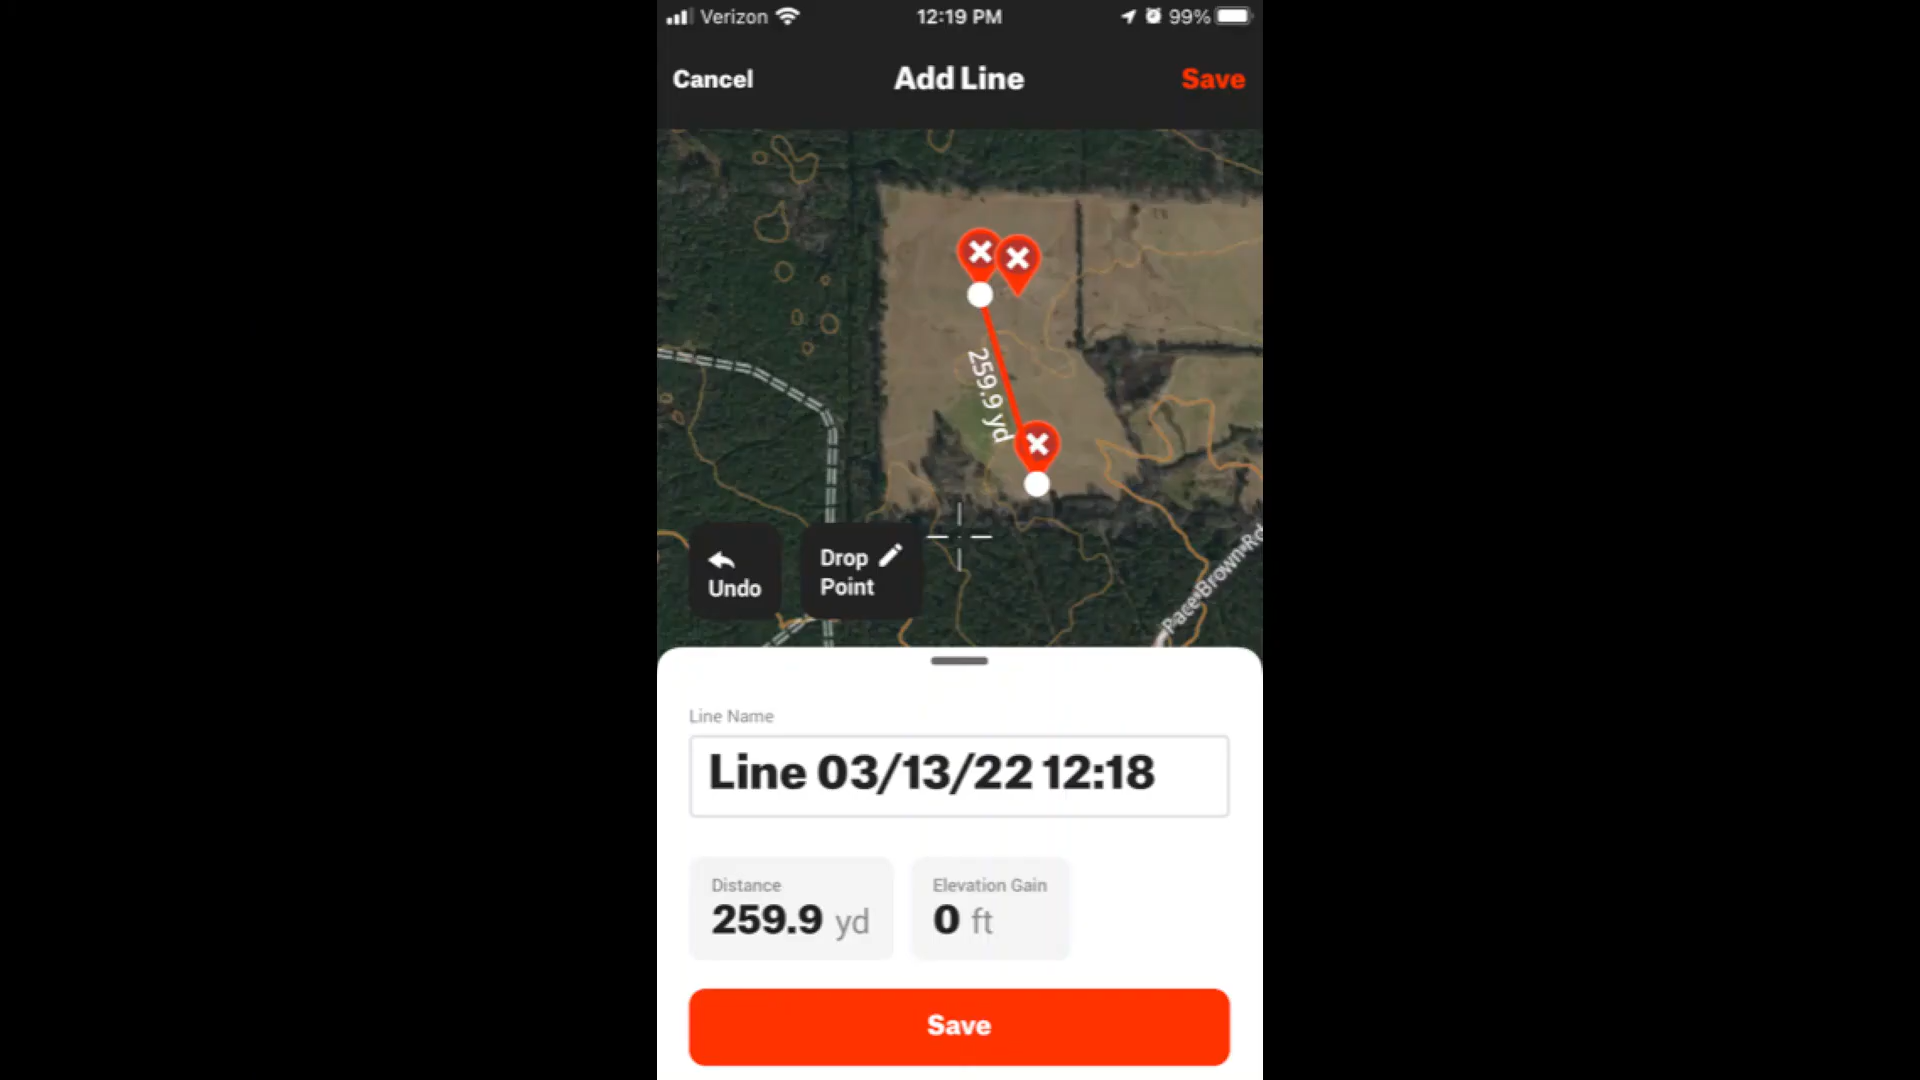 Verizon 12:19 PM 99%
Cancel Add Line Save
259.9 yd
Undo
Drop
Point
Pace Brown Rd
Line Name
Line 03/13/22 12:18
Distance
259.9 yd
Elevation Gain
0 ft
Save